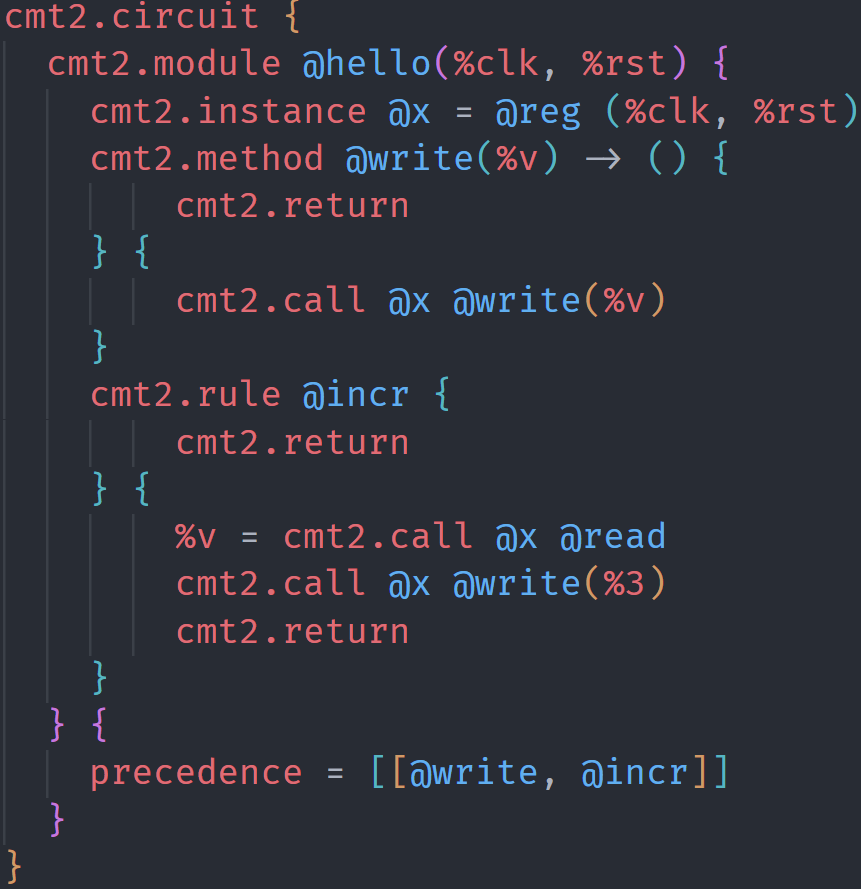 cmt2.circuit {
cmt2.module @hello(%clk, %rst) {
cmt2.instance @x = @reg (%clk, %rst)
cmt2.method @write(%v) → () {
cmt2.return
} {
cmt2.call @x @write(%v)
}
cmt2.rule @incr {
cmt2.return
} {
%v = cmt2.call @x @read
cmt2.call @x @write(%3)
cmt2.return
}
} {
precedence = [[@write, @incr]]
}
}